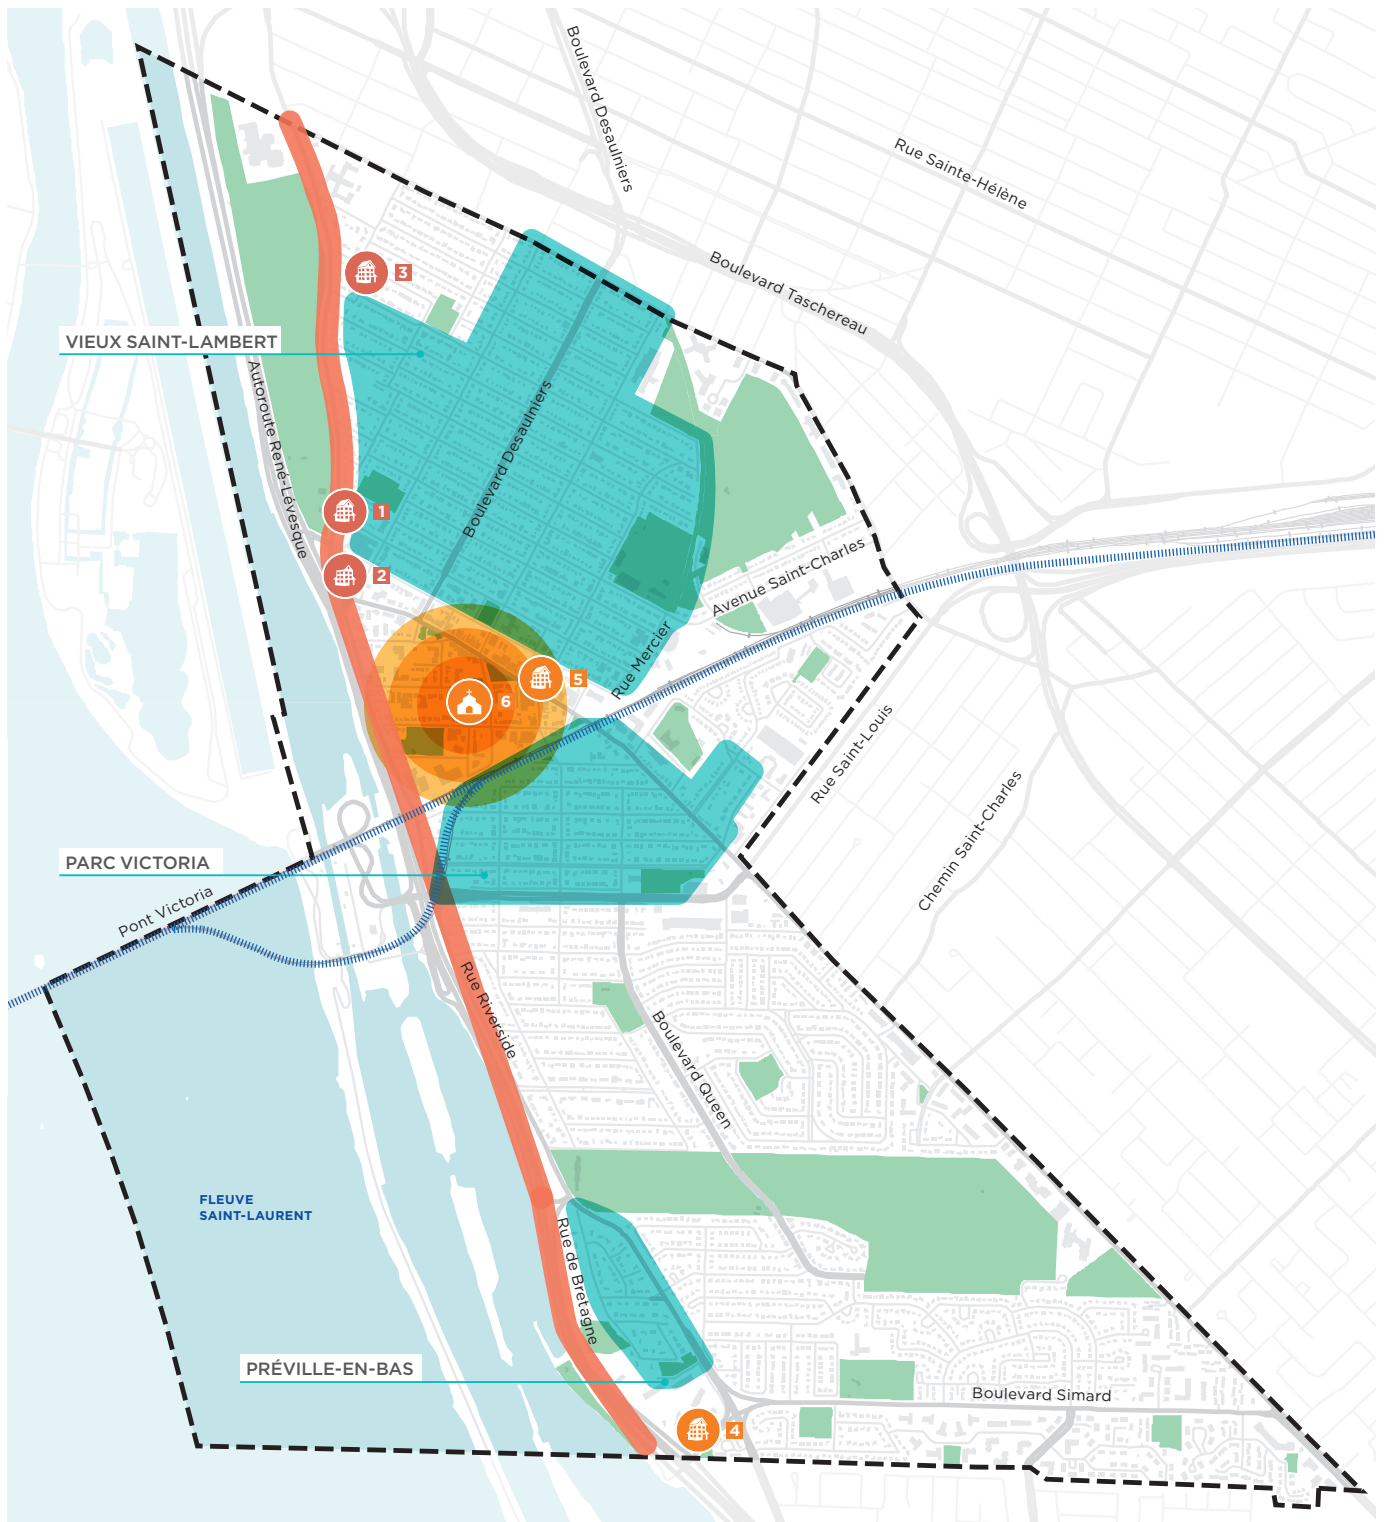 Boulevard Desaulniers
Rue Sainte-Hélène
Boulevard Taschereau
3
VIEUX SAINT-LAMBERT
Autoroute René-Lévesque
Boulevard Desaulniers
1
2
Avenue Saint-Charles
Rue Mercier
5
6
Rue Saint-Louis
Chemin Saint-Charles
PARC VICTORIA
Pont Victoria
Rue Riverside
Boulevard Queen
FLEUVE
SAINT-LAURENT
Rue de Bretagne
PRÉVILLE-EN-BAS
Boulevard Simard
4